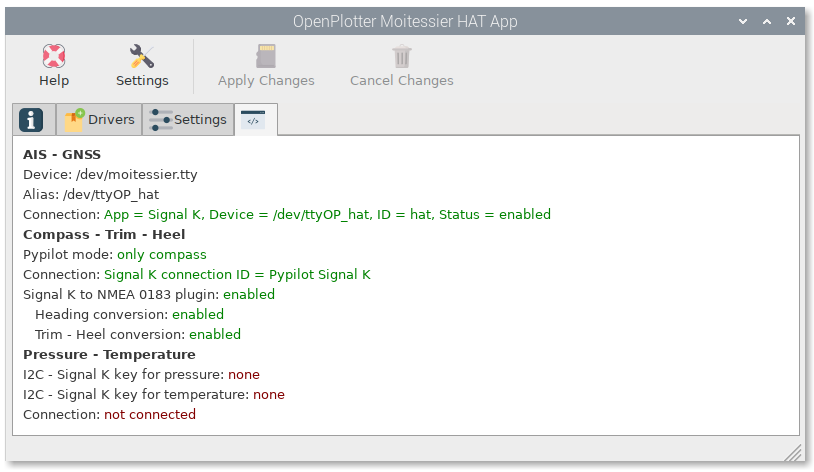 OpenPlotter Moitessier HAT App
Help Settings Apply Changes Cancel Changes
Drivers Settings
AIS - GNSS
Device: /dev/moitessier.tty
Alias: /dev/ttyOP_hat
Connection: App = Signal K, Device = /dev/ttyOP_hat, ID = hat, Status = enabled
Compass - Trim - Heel
Pypilot mode: only compass
Connection: Signal K connection ID = Pypilot Signal K
Signal K to NMEA 0183 plugin: enabled
Heading conversion: enabled
Trim - Heel conversion: enabled
Pressure - Temperature
I2C - Signal K key for pressure: none
I2C - Signal K key for temperature: none
Connection: not connected